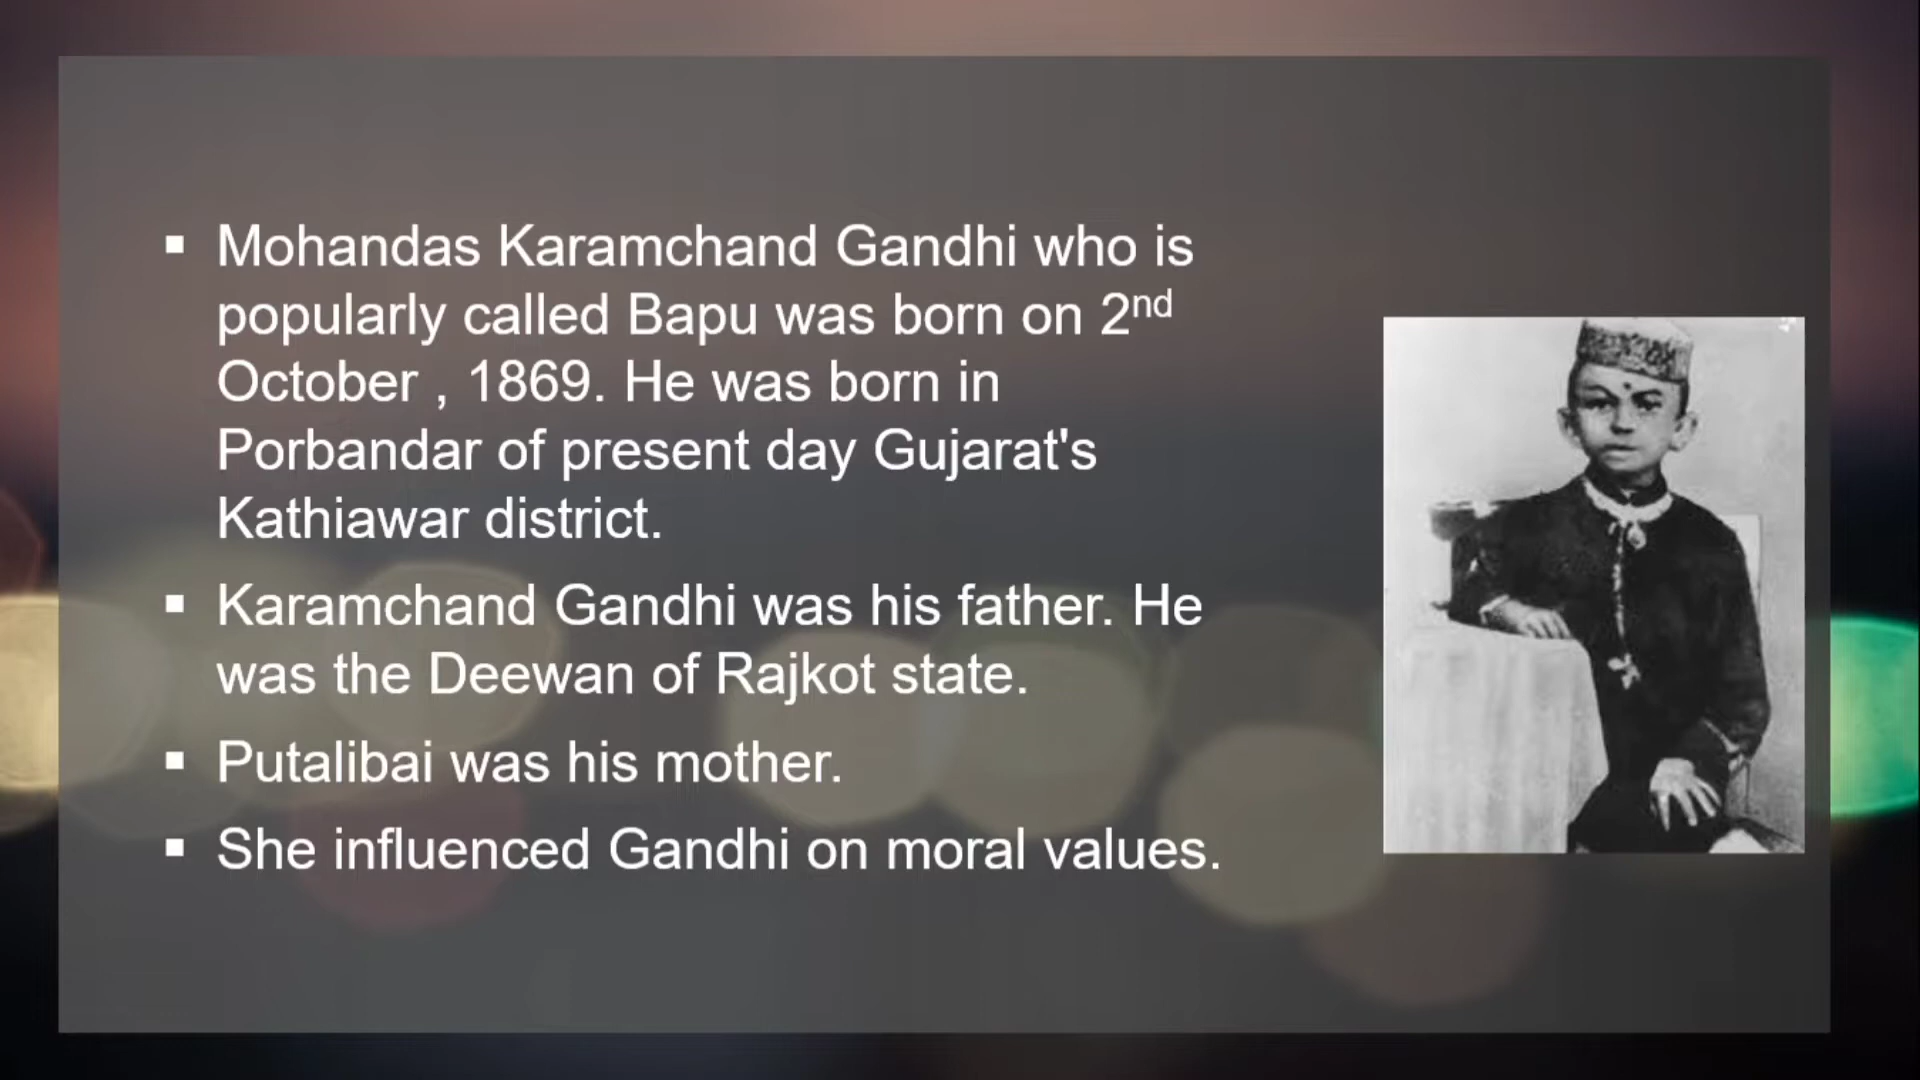 ▪ Mohandas Karamchand Gandhi who is
popularly called Bapu was born on 2nd
October , 1869. He was born in
Porbandar of present day Gujarat's
Kathiawar district.
▪ Karamchand Gandhi was his father. He
was the Deewan of Rajkot state.
▪ Putalibai was his mother.
▪ She influenced Gandhi on moral values.